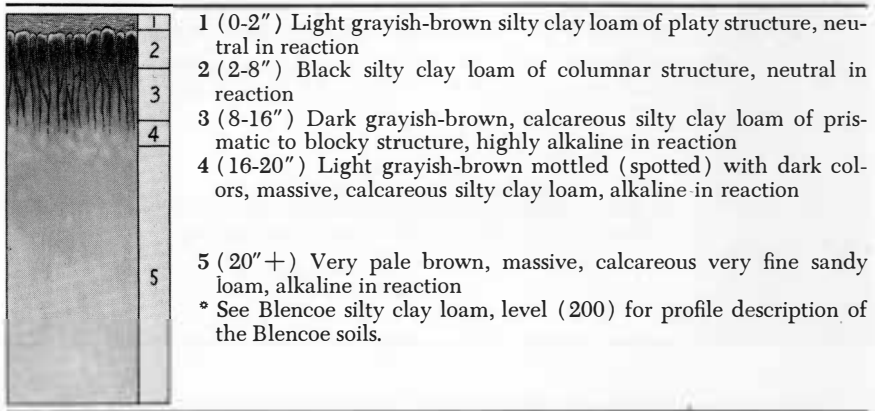 1
2
3
4
5
1 (0-2″) Light grayish-brown silty clay loam of platy structure, neu-
tral in reaction
2 (2-8″) Black silty clay loam of columnar structure, neutral in
reaction
3 (8-16″) Dark grayish-brown, calcareous silty clay loam of pris-
matic to blocky structure, highly alkaline in reaction
4 (16-20″) Light grayish-brown mottled (spotted) with dark col-
ors, massive, calcareous silty clay loam, alkaline in reaction
5 (20″+) Very pale brown, massive, calcareous very fine sandy
loam, alkaline in reaction
* See Blencoe silty clay loam, level (200) for profile description of
the Blencoe soils.